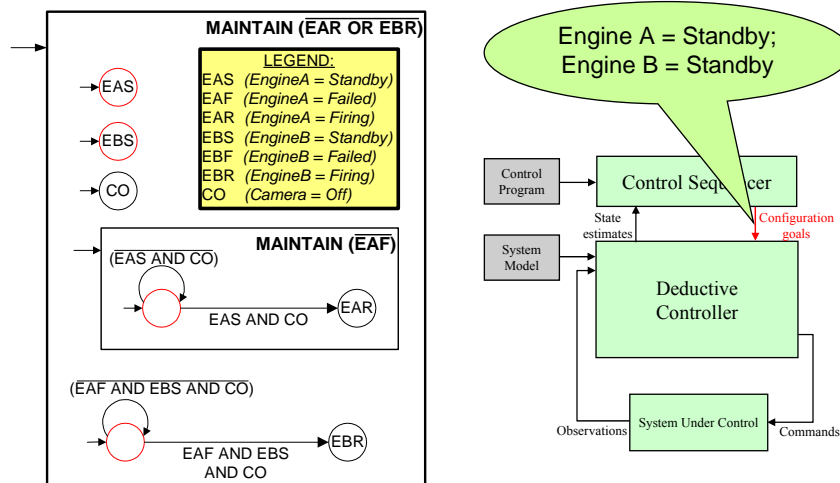 MAINTAIN (EAR OR EBR)
LEGEND:
EAS (EngineA = Standby)
EAF (EngineA = Failed)
EAR (EngineA = Firing)
EBS (EngineB = Standby)
EBF (EngineB = Failed)
EBR (EngineB = Firing)
CO (Camera = Off)
EAS
EBS
CO
MAINTAIN (EAF)
(EAS AND CO)
EAS AND CO
EAR
(EAF AND EBS AND CO)
EAF AND EBS
AND CO
EBR
Engine A = Standby;
Engine B = Standby
Control
Program
Control Sequencer
State
estimates
Configuration
goals
System
Model
Deductive
Controller
System Under Control
Observations
Commands